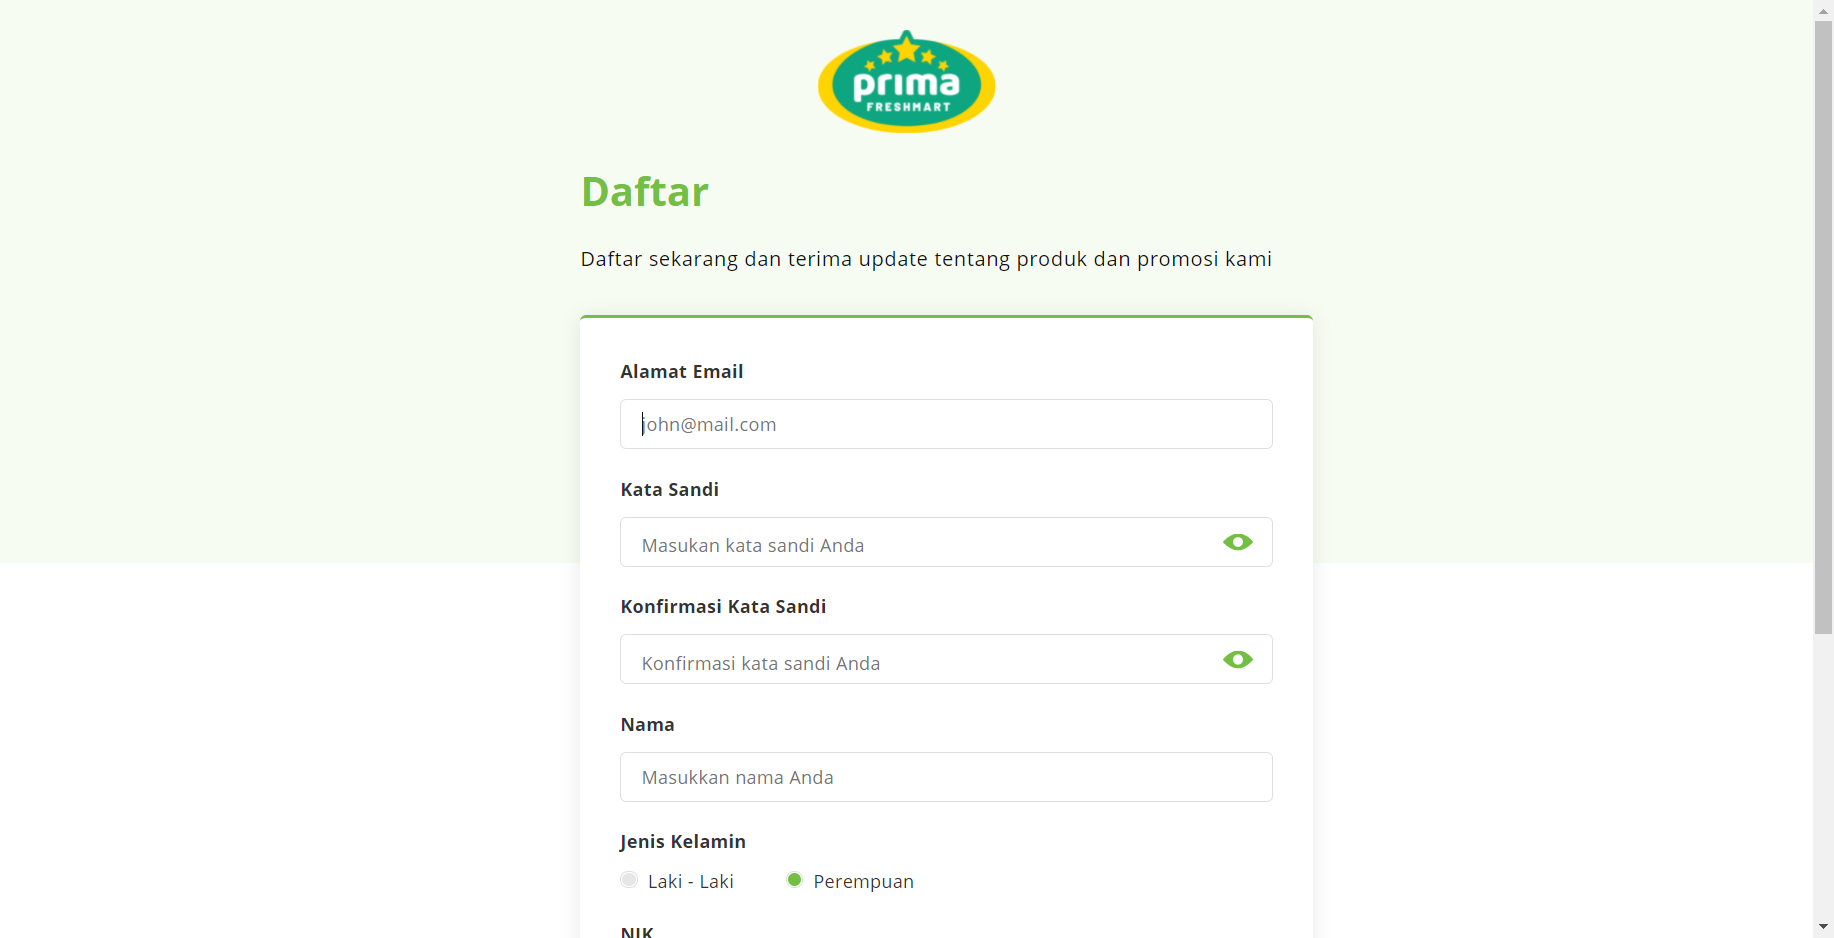 prima
FRESHMART
Daftar
Daftar sekarang dan terima update tentang produk dan promosi kami
Alamat Email
john@mail.com
Kata Sandi
Masukan kata sandi Anda
Konfirmasi Kata Sandi
Konfirmasi kata sandi Anda
Nama
Masukkan nama Anda
Jenis Kelamin
Laki - Laki Perempuan
NIK